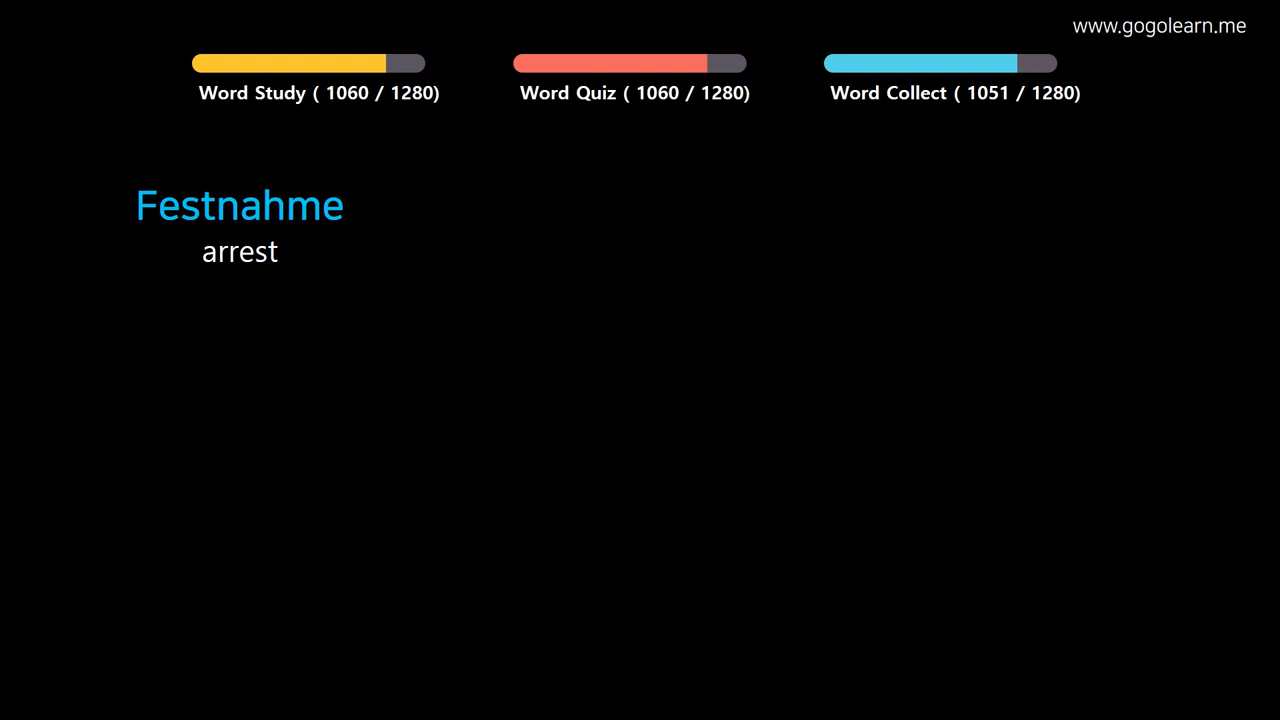 www.gogolearn.me
Word Study ( 1060 / 1280)
Word Quiz ( 1060 / 1280)
Word Collect ( 1051 / 1280)
Festnahme
arrest